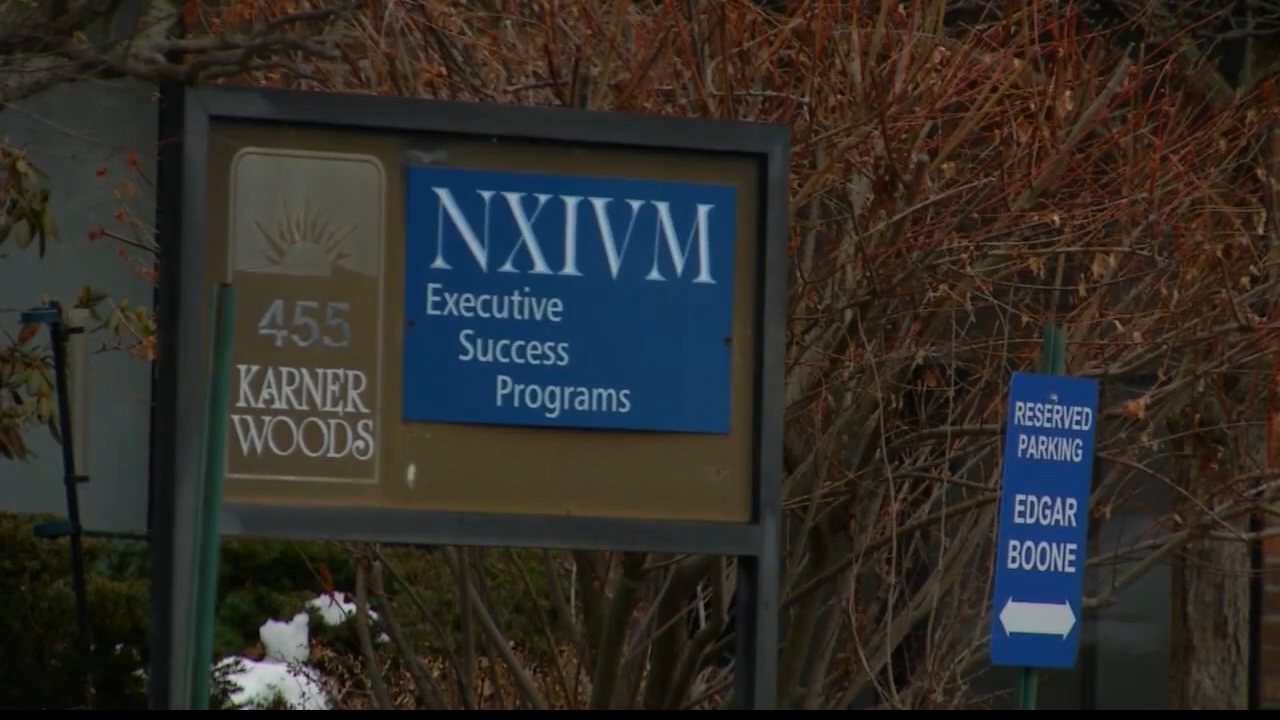 455
KARNER
WOODS
NXIVM
Executive
Success
Programs
RESERVED
PARKING
EDGAR
BOONE